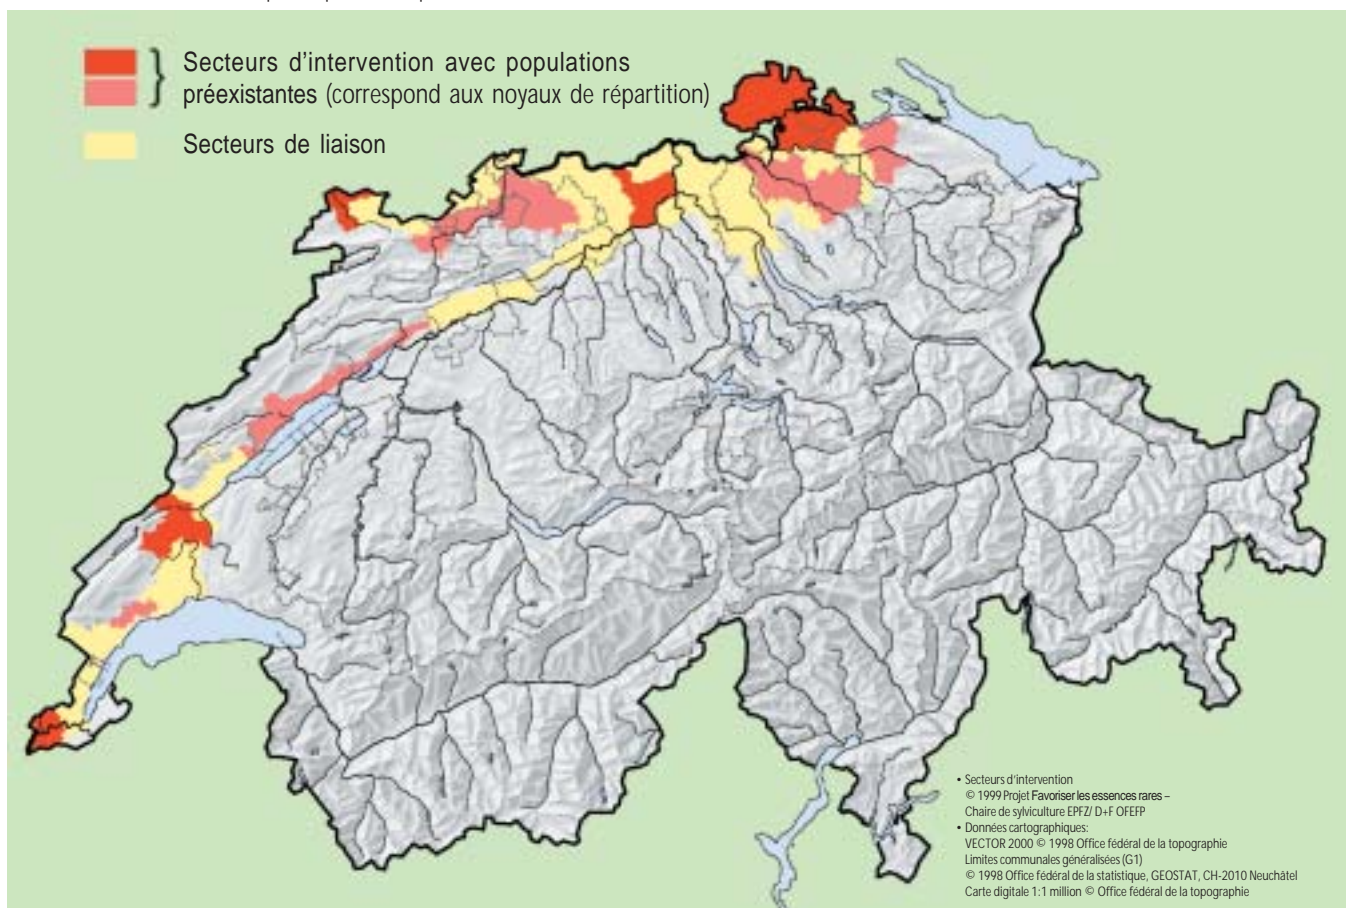 Secteurs d'intervention avec populations
préexistantes (correspond aux noyaux de répartition)
Secteurs de liaison
• Secteurs d'intervention
© 1999 Projet Favoriser les essences rares –
Chaire de sylviculture EPFZ/ D+F OFEFP
• Données cartographiques:
VECTOR 2000 © 1998 Office fédéral de la topographie
Limites communales généralisées (G1)
© 1998 Office fédéral de la statistique, GEOSTAT, CH-2010 Neuchâtel
Carte digitale 1:1 million © Office fédéral de la topographie